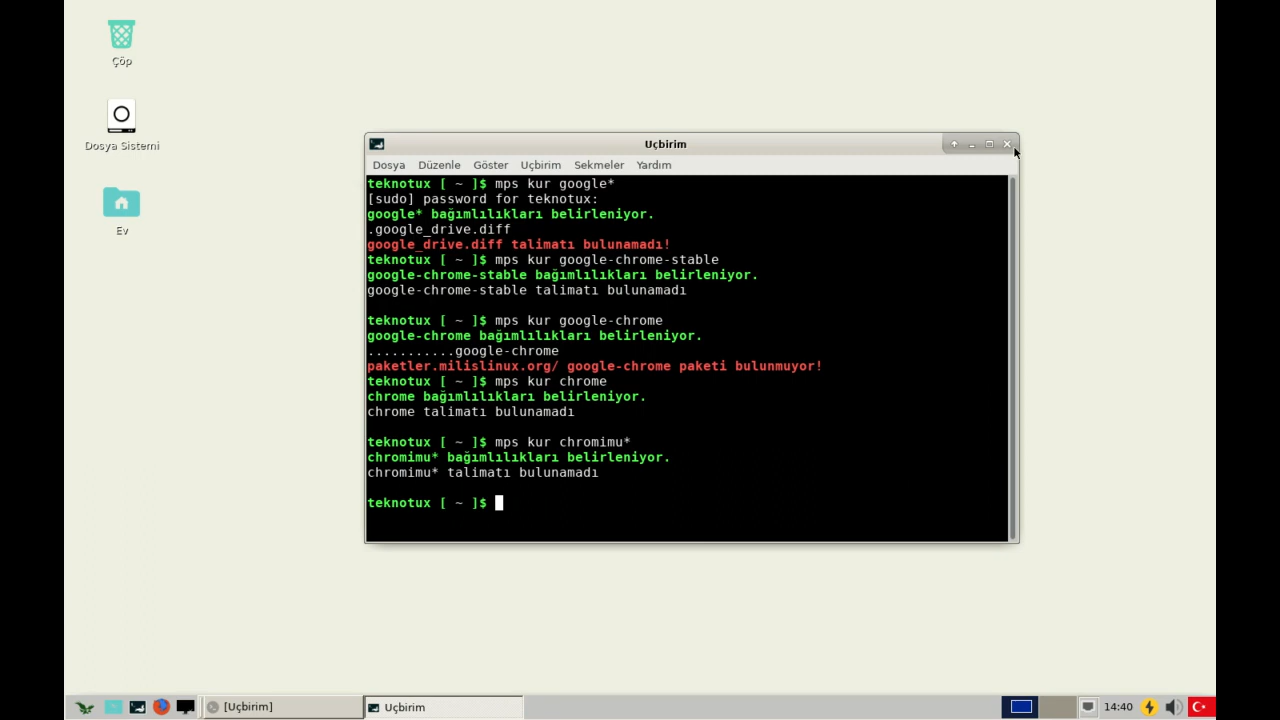 Çöp
Dosya Sistemi
Ev
Uçbirim
Dosya Düzenle Göster Uçbirim Sekmeler Yardım
teknotux [ ~ ]$ mps kur google*
[sudo] password for teknotux:
google* bağımlılıkları belirleniyor.
.google_drive.diff
google_drive.diff talimatı bulunamadı!
teknotux [ ~ ]$ mps kur google-chrome-stable
google-chrome-stable bağımlılıkları belirleniyor.
google-chrome-stable talimatı bulunamadı
teknotux [ ~ ]$ mps kur google-chrome
google-chrome bağımlılıkları belirleniyor.
...........google-chrome
paketler.milislinux.org/ google-chrome paketi bulunmuyor!
teknotux [ ~ ]$ mps kur chrome
chrome bağımlılıkları belirleniyor.
chrome talimatı bulunamadı
teknotux [ ~ ]$ mps kur chromimu*
chromimu* bağımlılıkları belirleniyor.
chromimu* talimatı bulunamadı
teknotux [ ~ ]$
[Uçbirim] Uçbirim 14:40